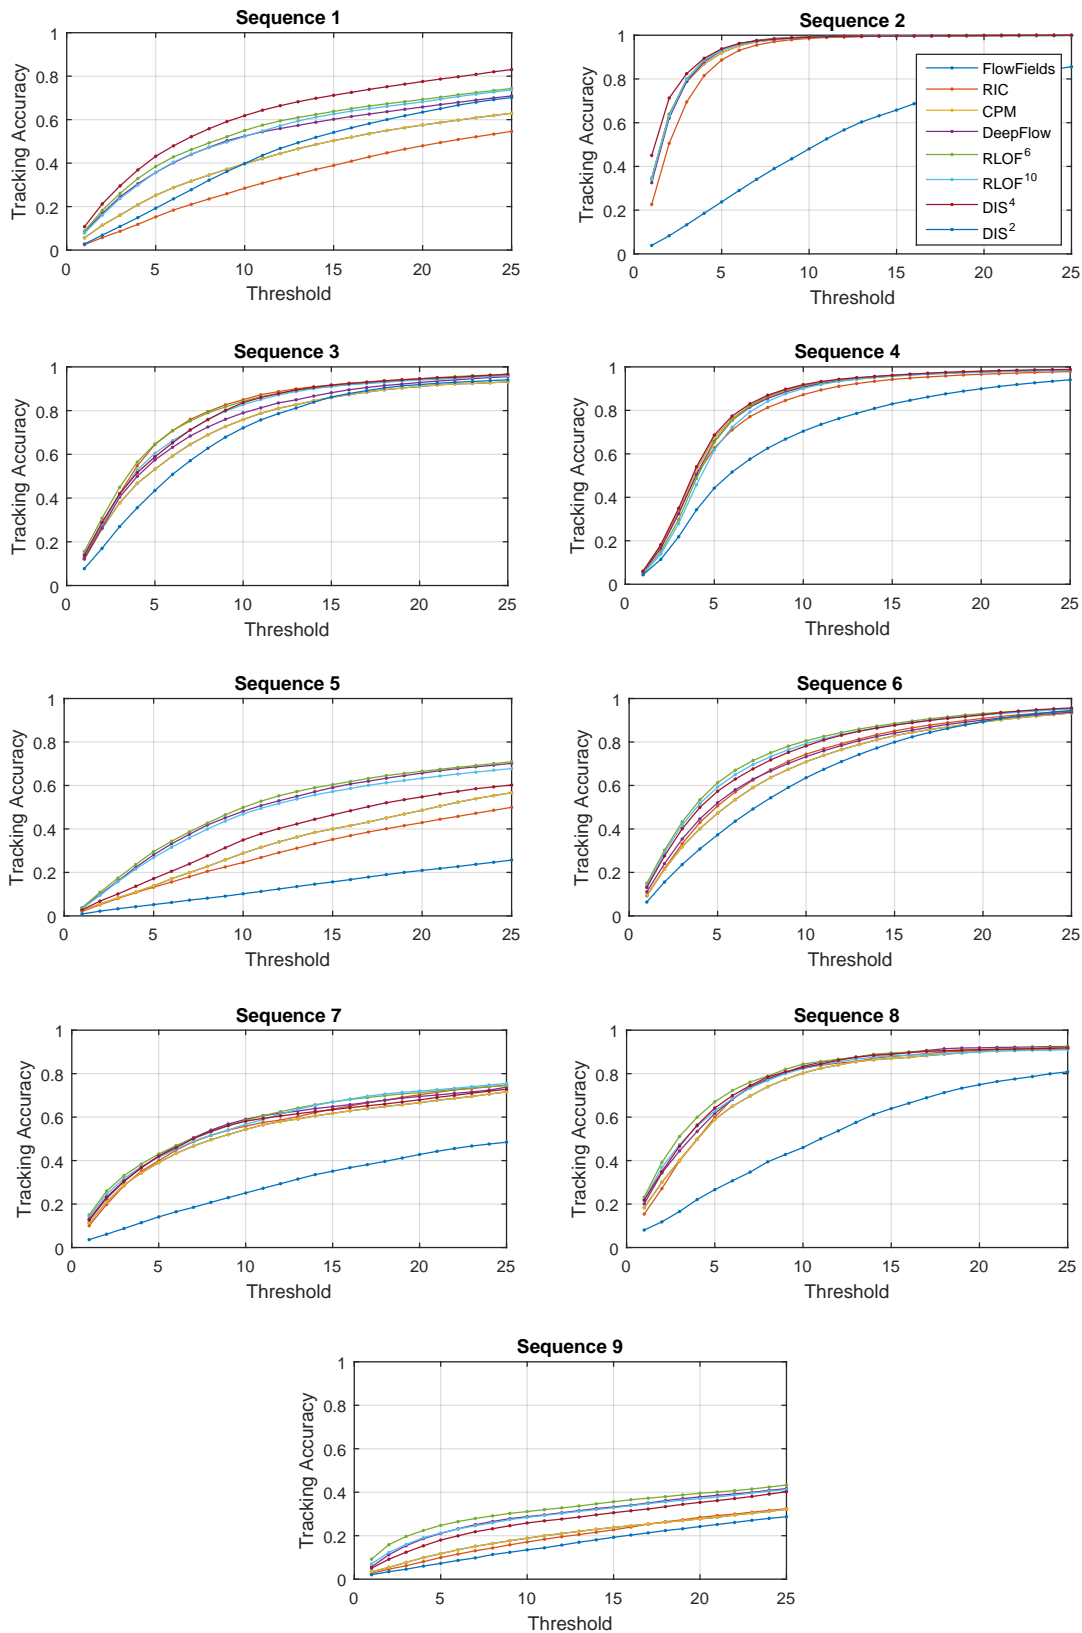 Sequence 1
Tracking Accuracy
1
0.8
0.6
0.4
0.2
0
0 5 10 15 20 25
Threshold
Sequence 2
Tracking Accuracy
1
0.8
0.6
0.4
0.2
0
0 5 10 15 20 25
Threshold
FlowFields
RIC
CPM
DeepFlow
RLOF⁶
RLOF¹⁰
DIS⁴
DIS²
Sequence 3
Tracking Accuracy
1
0.8
0.6
0.4
0.2
0
0 5 10 15 20 25
Threshold
Sequence 4
Tracking Accuracy
1
0.8
0.6
0.4
0.2
0
0 5 10 15 20 25
Threshold
Sequence 5
Tracking Accuracy
1
0.8
0.6
0.4
0.2
0
0 5 10 15 20 25
Threshold
Sequence 6
Tracking Accuracy
1
0.8
0.6
0.4
0.2
0
0 5 10 15 20 25
Threshold
Sequence 7
Tracking Accuracy
1
0.8
0.6
0.4
0.2
0
0 5 10 15 20 25
Threshold
Sequence 8
Tracking Accuracy
1
0.8
0.6
0.4
0.2
0
0 5 10 15 20 25
Threshold
Sequence 9
Tracking Accuracy
1
0.8
0.6
0.4
0.2
0
0 5 10 15 20 25
Threshold